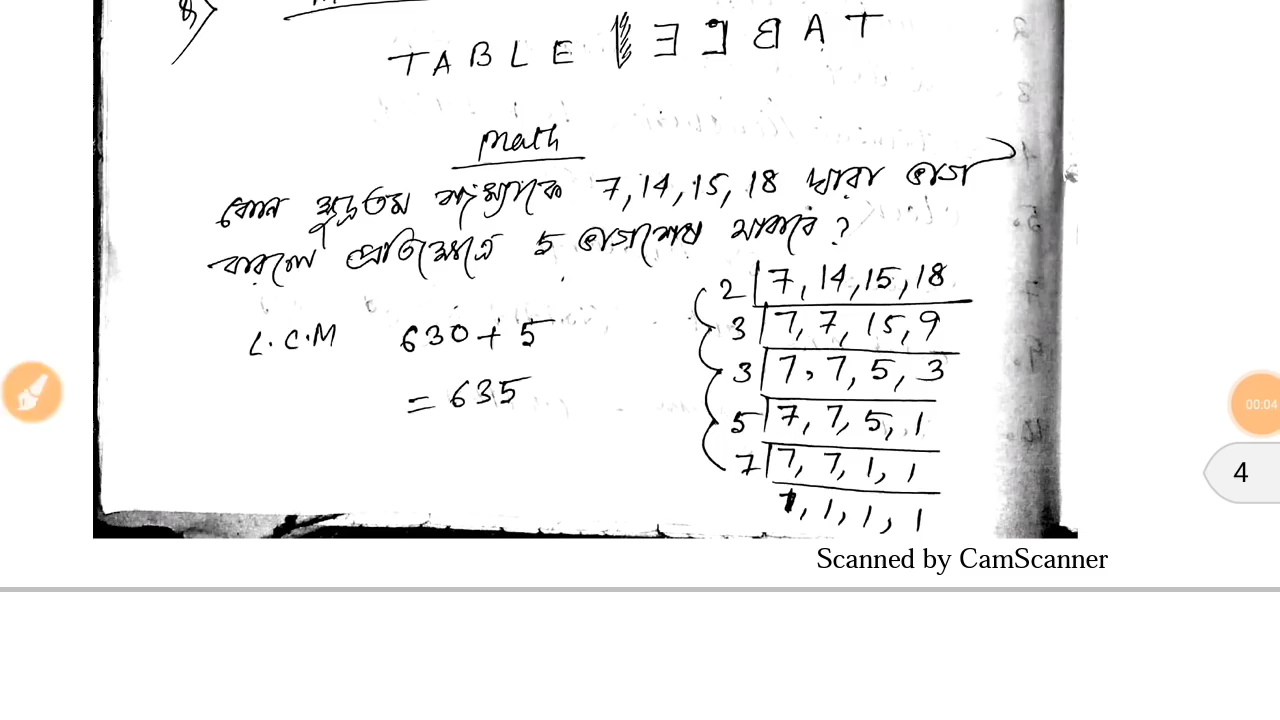 8)
TABLE ƎLBAT
Math
কোন ক্ষুদ্রতম সংখ্যাকে 7, 14, 15, 18 দ্বারা ভাগ
করলে প্রতিক্ষেত্রে 5 ভাগশেষ থাকবে ?
L.C.M 630 + 5
= 635
2 | 7, 14, 15, 18
3 | 7, 7, 15, 9
3 | 7, 7, 5, 3
5 | 7, 7, 5, 1
7 | 7, 7, 1, 1
1, 1, 1, 1
00:04
4
Scanned by CamScanner